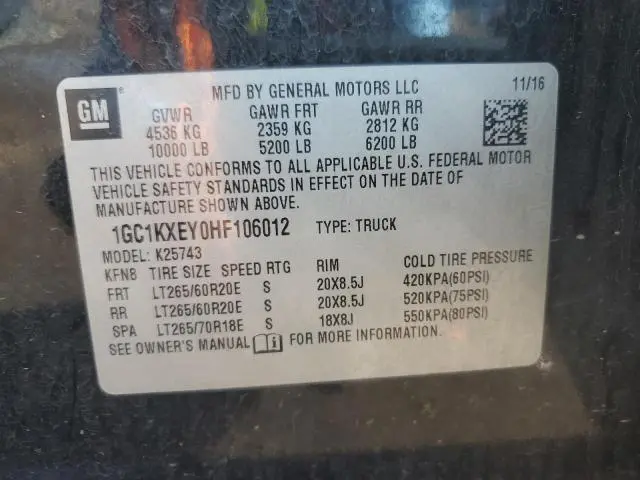 GM
®
MFD BY GENERAL MOTORS LLC
11/16
GVWR GAWR FRT GAWR RR
4536 KG 2359 KG 2812 KG
10000 LB 5200 LB 6200 LB
THIS VEHICLE CONFORMS TO ALL APPLICABLE U.S. FEDERAL MOTOR
VEHICLE SAFETY STANDARDS IN EFFECT ON THE DATE OF
MANUFACTURE SHOWN ABOVE.
1GC1KXEY0HF106012 TYPE: TRUCK
MODEL: K25743
KFN8 TIRE SIZE SPEED RTG RIM COLD TIRE PRESSURE
FRT LT265/60R20E S 20X8.5J 420KPA(60PSI)
RR LT265/60R20E S 20X8.5J 520KPA(75PSI)
SPA LT265/70R18E S 18X8J 550KPA(80PSI)
SEE OWNER'S MANUAL i FOR MORE INFORMATION.